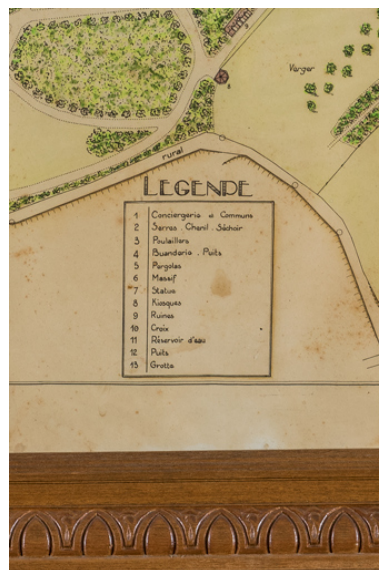 Verger
rural
LEGENDE
1 Conciergerie et Communs
2 Serres . Chenil . Séchoir
3 Poulaillers
4 Buanderie . Puits
5 Pergolas
6 Massif
7 Statue
8 Kiosques
9 Ruines
10 Croix
11 Réservoir d'eau
12 Puits
13 Grotte